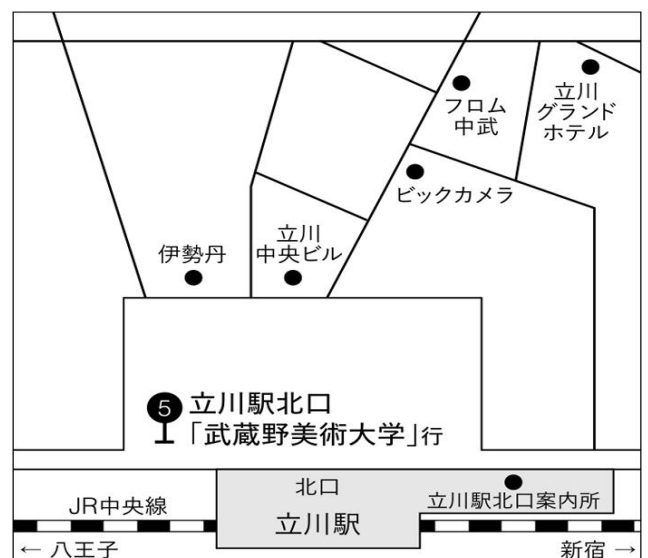 フロム
中武
立川
グランド
ホテル
ビックカメラ
伊勢丹
立川
中央ビル
5 立川駅北口
「武蔵野美術大学」行
北口
立川駅
立川駅北口案内所
JR中央線
← 八王子
新宿 →